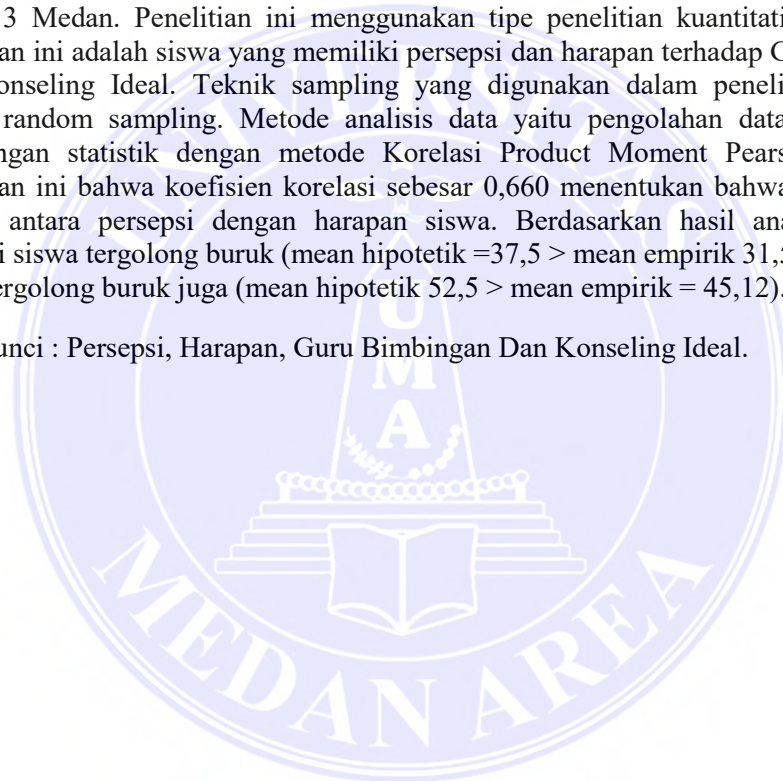 3 Medan. Penelitian ini menggunakan tipe penelitian kuantitati
an ini adalah siswa yang memiliki persepsi dan harapan terhadap
onseling Ideal. Teknik sampling yang digunakan dalam peneli
random sampling. Metode analisis data yaitu pengolahan data
ngan statistik dengan metode Korelasi Product Moment Pears
an ini bahwa koefisien korelasi sebesar 0,660 menentukan bahwa
antara persepsi dengan harapan siswa. Berdasarkan hasil ana
i siswa tergolong buruk (mean hipotetik =37,5 > mean empirik 31,5
ergolong buruk juga (mean hipotetik 52,5 > mean empirik = 45,12).
unci : Persepsi, Harapan, Guru Bimbingan Dan Konseling Ideal.
UNIVERSITAS
U
M
A
MEDAN AREA